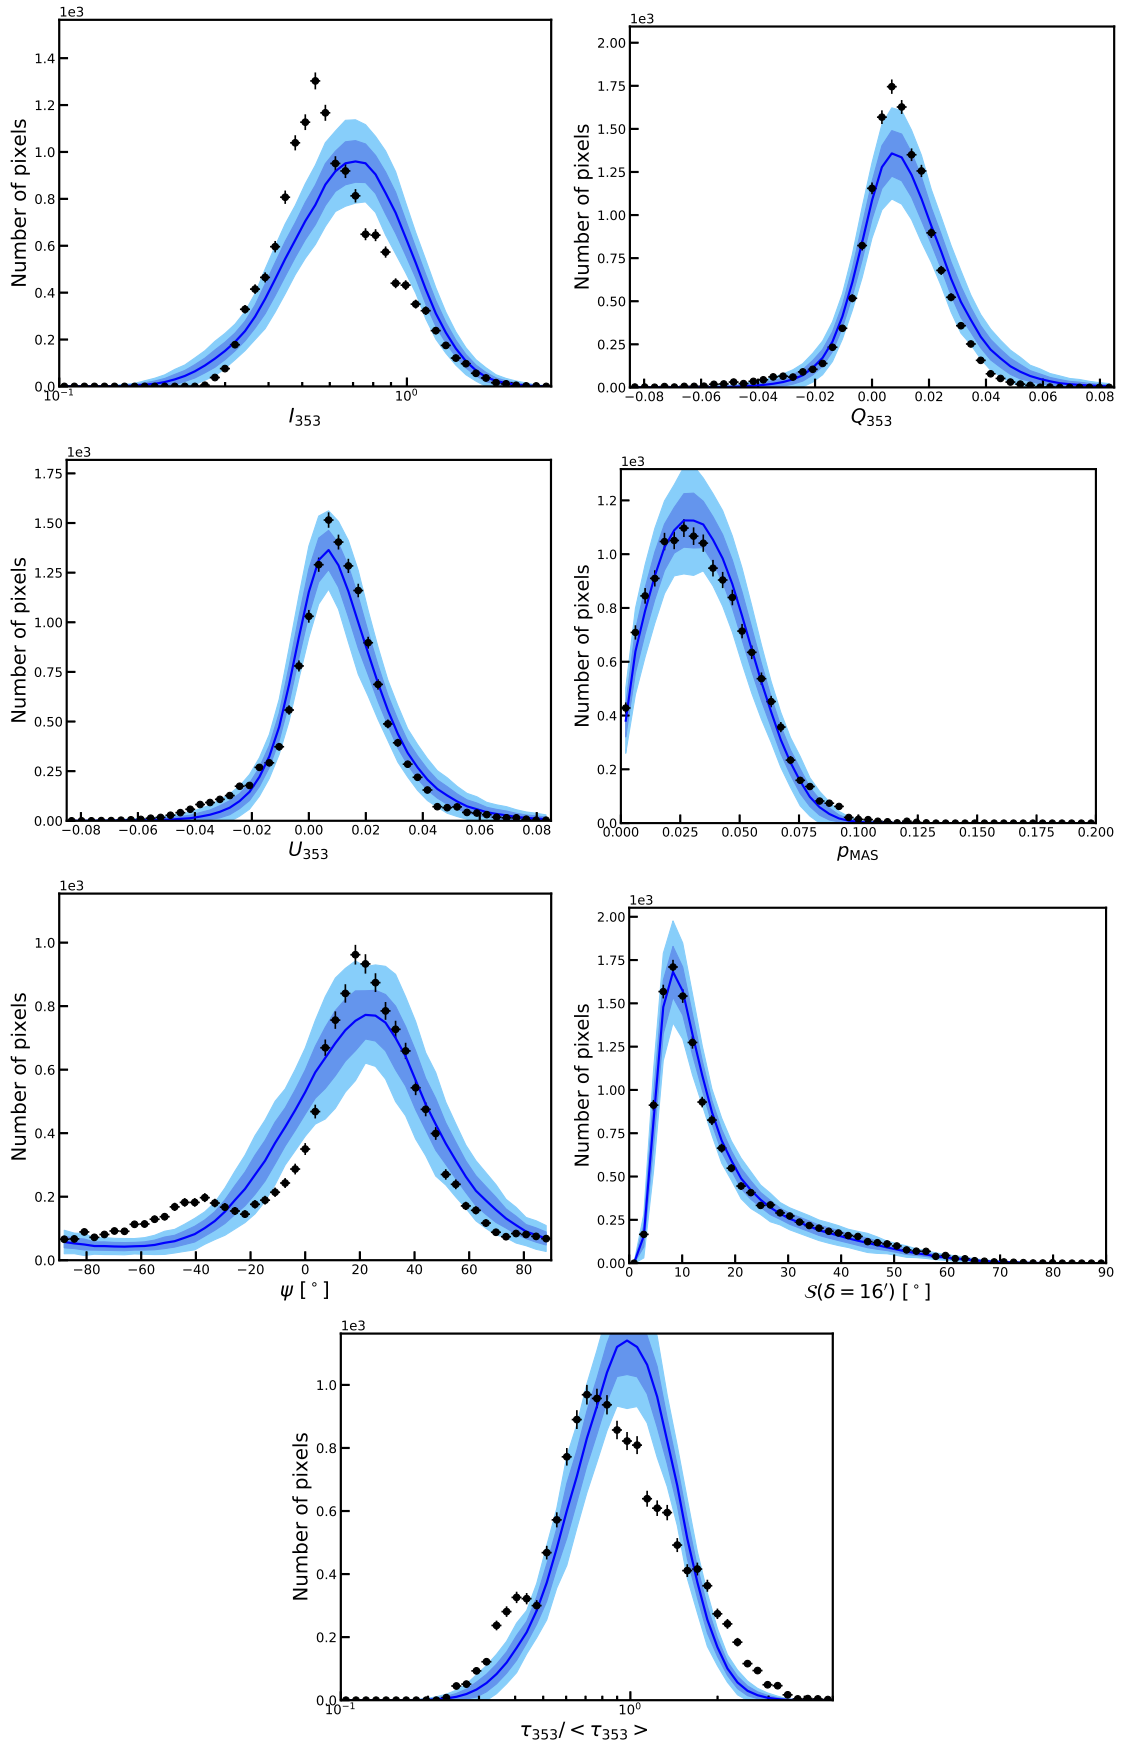 1e3
Number of pixels
1.4
1.2
1.0
0.8
0.6
0.4
0.2
0.0
10⁻¹ 10⁰
I₃₅₃
1e3
Number of pixels
2.00
1.75
1.50
1.25
1.00
0.75
0.50
0.25
0.00
−0.08 −0.06 −0.04 −0.02 0.00 0.02 0.04 0.06 0.08
Q₃₅₃
1e3
Number of pixels
1.75
1.50
1.25
1.00
0.75
0.50
0.25
0.00
−0.08 −0.06 −0.04 −0.02 0.00 0.02 0.04 0.06 0.08
U₃₅₃
1e3
Number of pixels
1.2
1.0
0.8
0.6
0.4
0.2
0.0
0.000 0.025 0.050 0.075 0.100 0.125 0.150 0.175 0.200
p_MAS
1e3
Number of pixels
1.0
0.8
0.6
0.4
0.2
0.0
−80 −60 −40 −20 0 20 40 60 80
ψ [°]
1e3
Number of pixels
2.00
1.75
1.50
1.25
1.00
0.75
0.50
0.25
0.00
0 10 20 30 40 50 60 70 80 90
𝒮(δ = 16′) [°]
1e3
Number of pixels
1.0
0.8
0.6
0.4
0.2
0.0
10⁻¹ 10⁰
τ₃₅₃/ < τ₃₅₃ >